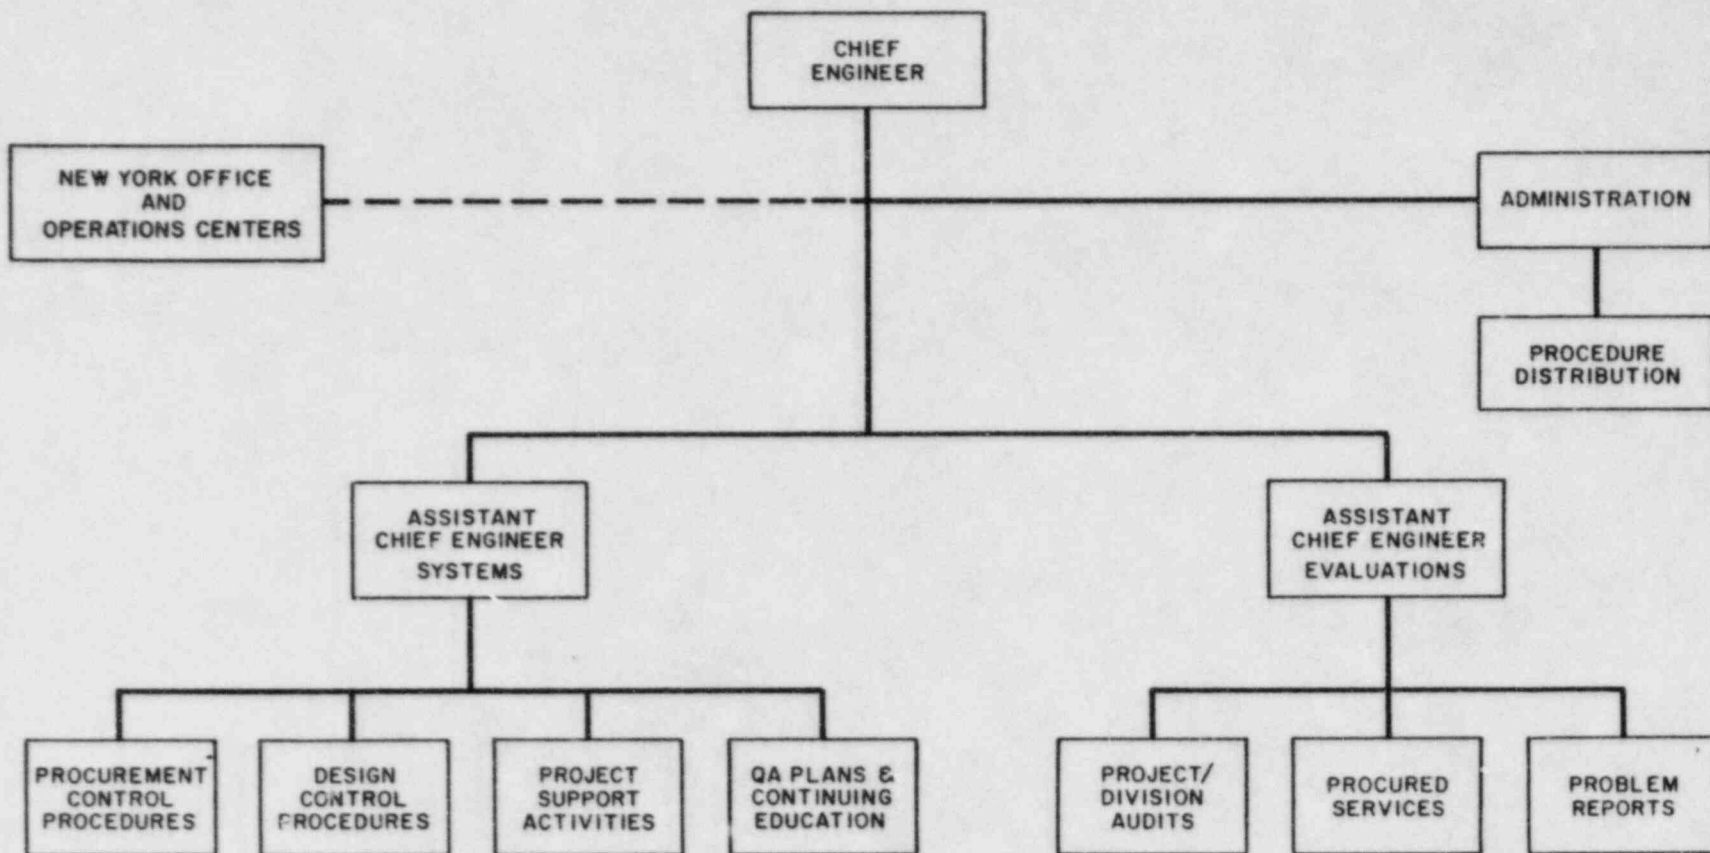 CHIEF
ENGINEER
NEW YORK OFFICE
AND
OPERATIONS CENTERS
ADMINISTRATION
PROCEDURE
DISTRIBUTION
ASSISTANT
CHIEF ENGINEER
SYSTEMS
ASSISTANT
CHIEF ENGINEER
EVALUATIONS
PROCUREMENT
CONTROL
PROCEDURES
DESIGN
CONTROL
PROCEDURES
PROJECT
SUPPORT
ACTIVITIES
QA PLANS &
CONTINUING
EDUCATION
PROJECT/
DIVISION
AUDITS
PROCURED
SERVICES
PROBLEM
REPORTS